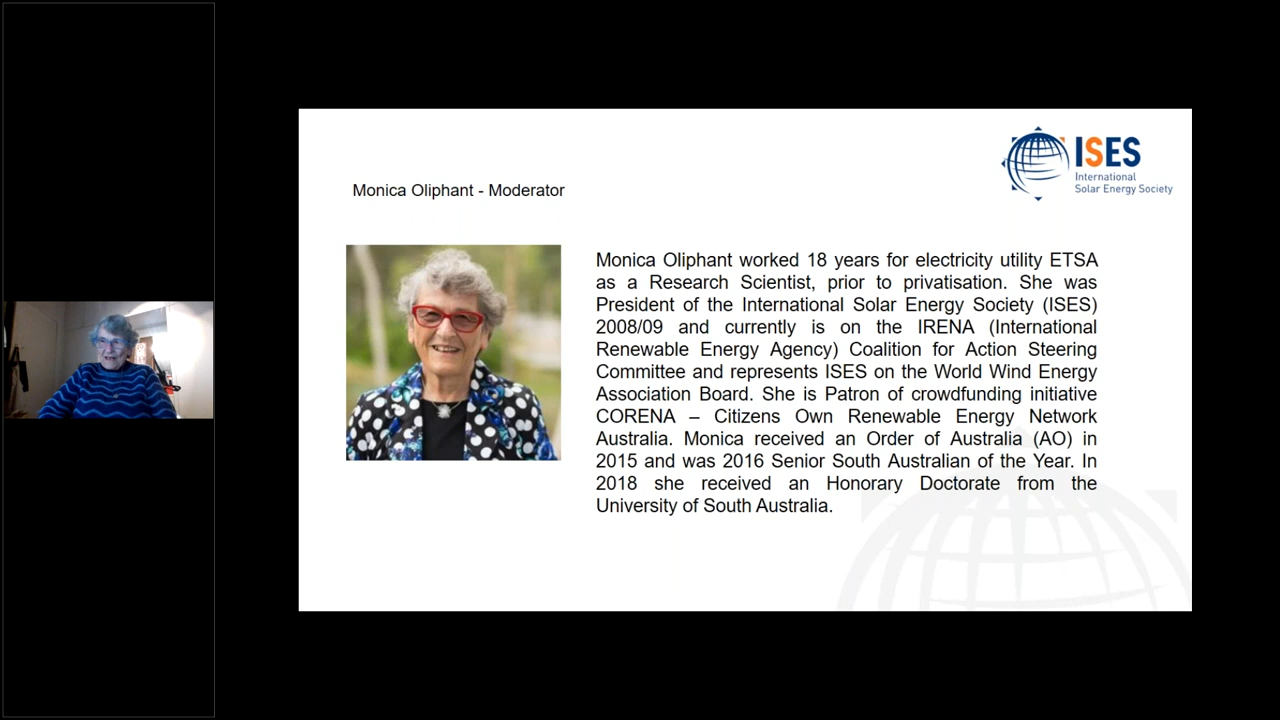 ISES
International
Solar Energy Society
Monica Oliphant - Moderator
Monica Oliphant worked 18 years for electricity utility ETSA
as a Research Scientist, prior to privatisation. She was
President of the International Solar Energy Society (ISES)
2008/09 and currently is on the IRENA (International
Renewable Energy Agency) Coalition for Action Steering
Committee and represents ISES on the World Wind Energy
Association Board. She is Patron of crowdfunding initiative
CORENA – Citizens Own Renewable Energy Network
Australia. Monica received an Order of Australia (AO) in
2015 and was 2016 Senior South Australian of the Year. In
2018 she received an Honorary Doctorate from the
University of South Australia.